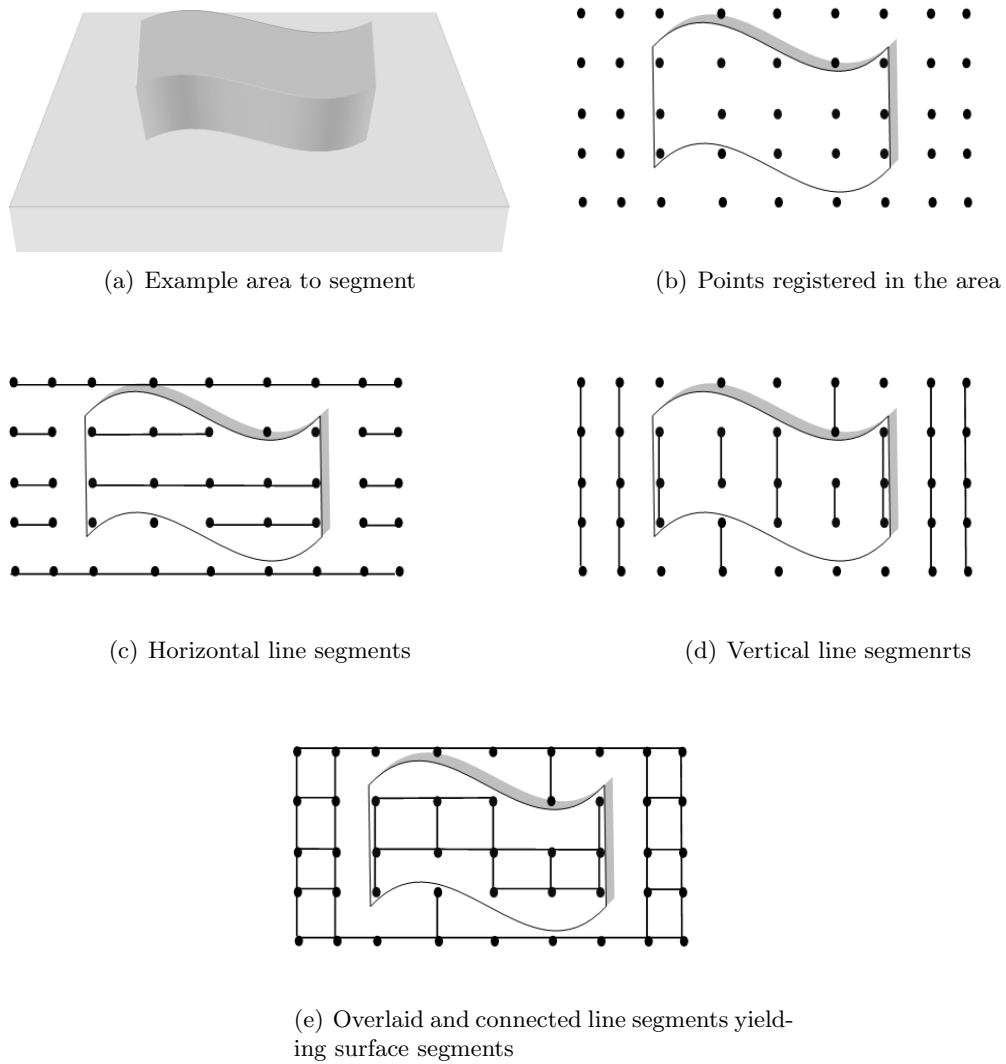 (a) Example area to segment
(b) Points registered in the area
(c) Horizontal line segments
(d) Vertical line segmenrts
(e) Overlaid and connected line segments yield-
ing surface segments